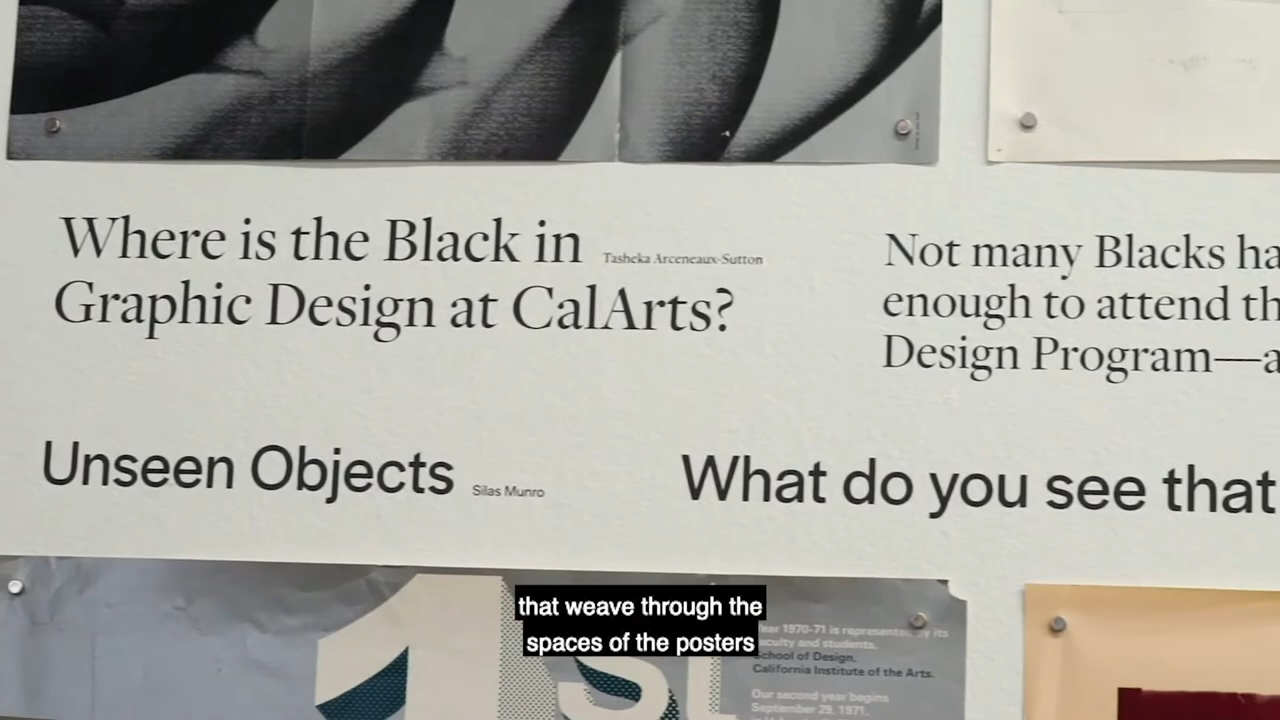 Where is the Black in Tasheka Arceneaux-Sutton
Graphic Design at CalArts?
Not many Blacks ha
enough to attend th
Design Program—a
Unseen Objects Silas Munro
What do you see that
1st
that weave through the
spaces of the posters
Year 1970-71 is represented by its
faculty and students.
School of Design,
California Institute of the Arts.
Our second year begins
September 29, 1971,